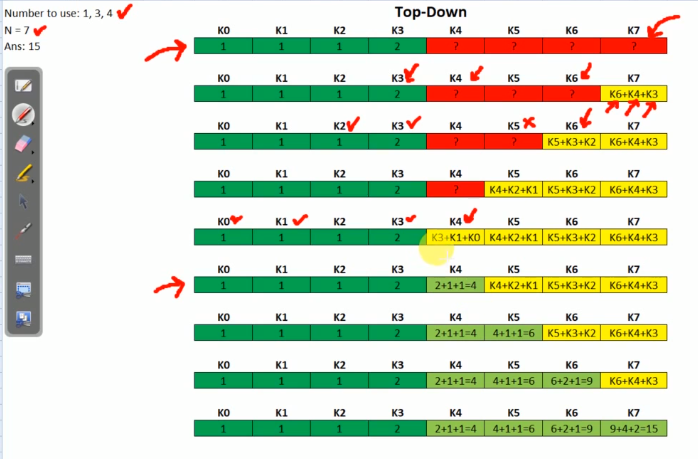 Top-Down
Number to use: 1, 3, 4
N = 7
Ans: 15
K0 K1 K2 K3 K4 K5 K6 K7
1 1 1 2 ? ? ? ?
K0 K1 K2 K3 K4 K5 K6 K7
1 1 1 2 ? ? ? K6+K4+K3
K0 K1 K2 K3 K4 K5 K6 K7
1 1 1 2 ? ? K5+K3+K2 K6+K4+K3
K0 K1 K2 K3 K4 K5 K6 K7
1 1 1 2 ? K4+K2+K1 K5+K3+K2 K6+K4+K3
K0 K1 K2 K3 K4 K5 K6 K7
1 1 1 2 K3+K1+K0 K4+K2+K1 K5+K3+K2 K6+K4+K3
K0 K1 K2 K3 K4 K5 K6 K7
1 1 1 2 2+1+1=4 K4+K2+K1 K5+K3+K2 K6+K4+K3
K0 K1 K2 K3 K4 K5 K6 K7
1 1 1 2 2+1+1=4 4+1+1=6 K5+K3+K2 K6+K4+K3
K0 K1 K2 K3 K4 K5 K6 K7
1 1 1 2 2+1+1=4 4+1+1=6 6+2+1=9 K6+K4+K3
K0 K1 K2 K3 K4 K5 K6 K7
1 1 1 2 2+1+1=4 4+1+1=6 6+2+1=9 9+4+2=15